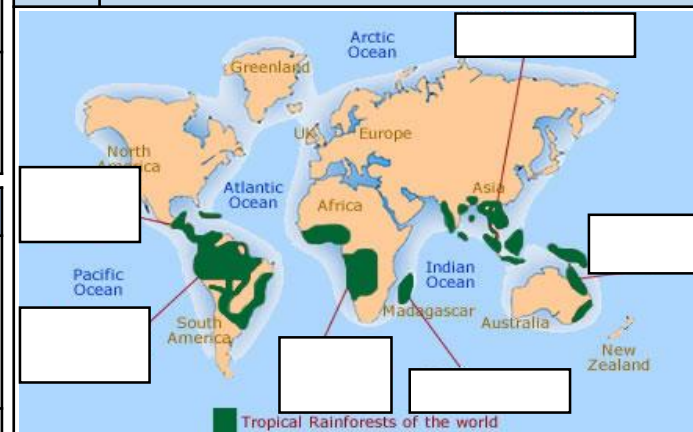 Arctic
Ocean
Greenland
UK
Europe
North
America
Atlantic
Ocean
Africa
Asia
Pacific
Ocean
Indian
Ocean
Madagascar
Australia
South
America
New
Zealand
Tropical Rainforests of the world